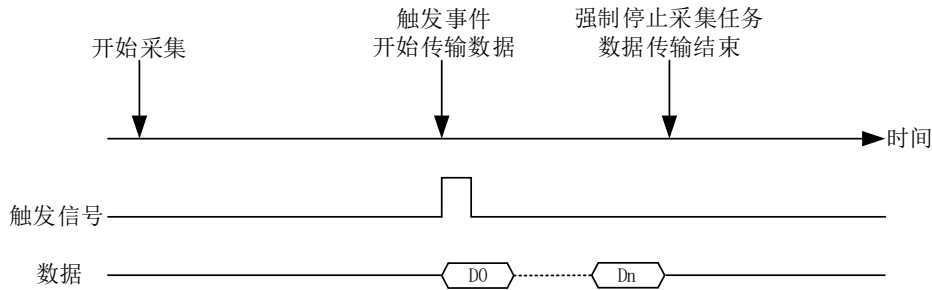 触发事件
开始传输数据
强制停止采集任务
数据传输结束
开始采集
时间
触发信号
数据
D0
Dn